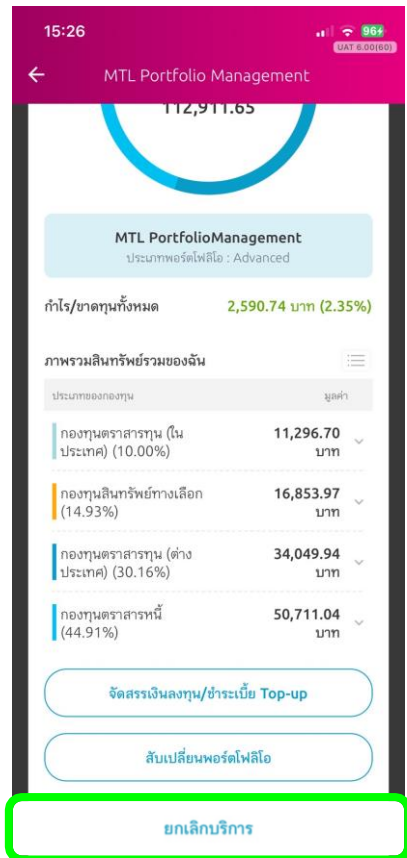 15:26
96
UAT 6.00(60)
MTL Portfolio Management
112,911.65
MTL PortfolioManagement
ประเภทพอร์ตโฟลิโอ : Advanced
กำไร/ขาดทุนทั้งหมด 2,590.74 บาท (2.35%)
ภาพรวมสินทรัพย์รวมของฉัน
ประเภทของกองทุน มูลค่า
กองทุนตราสารทุน (ใน 11,296.70
ประเทศ) (10.00%) บาท
กองทุนสินทรัพย์ทางเลือก 16,853.97
(14.93%) บาท
กองทุนตราสารทุน (ต่าง 34,049.94
ประเทศ) (30.16%) บาท
กองทุนตราสารหนี้ 50,711.04
(44.91%) บาท
จัดสรรเงินลงทุน/ชำระเบี้ย Top-up
สับเปลี่ยนพอร์ตโฟลิโอ
ยกเลิกบริการ